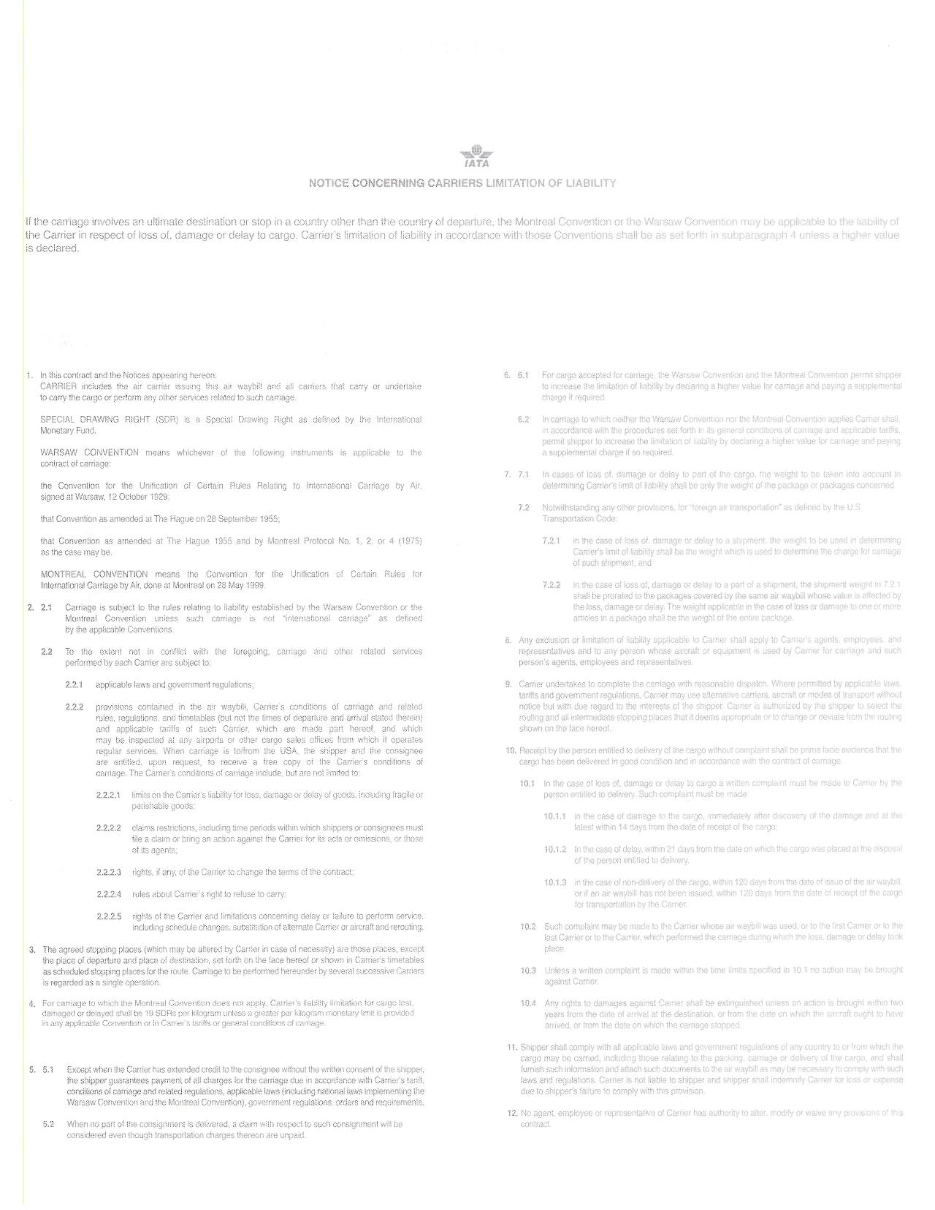 IATA
NOTICE CONCERNING CARRIERS LIMITATION OF LIABILITY
If the carriage involves an ultimate destination or stop in a country other than the country of departure, the Montreal Convention or the Warsaw Convention may be applicable to the liability of
the Carrier in respect of loss of, damage or delay to cargo. Carrier's limitation of liability in accordance with those Conventions shall be as set forth in subparagraph 4 unless a higher value
is declared.
1. In this contract and the Notices appearing hereon:
CARRIER includes the air carrier issuing this air waybill and all carriers that carry or undertake
to carry the cargo or perform any other services related to such carriage.
SPECIAL DRAWING RIGHT (SDR) is a Special Drawing Right as defined by the International
Monetary Fund.
WARSAW CONVENTION means whichever of the following instruments is applicable to the
contract of carriage:
the Convention for the Unification of Certain Rules Relating to International Carriage by Air,
signed at Warsaw, 12 October 1929;
that Convention as amended at The Hague on 28 September 1955;
that Convention as amended at The Hague 1955 and by Montreal Protocol No. 1, 2, or 4 (1975)
as the case may be.
MONTREAL CONVENTION means the Convention for the Unification of Certain Rules for
International Carriage by Air, done at Montreal on 28 May 1999.
2. 2.1 Carriage is subject to the rules relating to liability established by the Warsaw Convention or the
Montreal Convention unless such carriage is not "international carriage" as defined
by the applicable Conventions.
2.2 To the extent not in conflict with the foregoing, carriage and other related services
performed by each Carrier are subject to:
2.2.1 applicable laws and government regulations;
2.2.2 provisions contained in the air waybill, Carrier's conditions of carriage and related
rules, regulations, and timetables (but not the times of departure and arrival stated therein)
and applicable tariffs of such Carrier, which are made part hereof, and which
may be inspected at any airports or other cargo sales offices from which it operates
regular services. When carriage is to/from the USA, the shipper and the consignee
are entitled, upon request, to receive a free copy of the Carrier's conditions of
carriage. The Carrier's conditions of carriage include, but are not limited to:
2.2.2.1 limits on the Carrier's liability for loss, damage or delay of goods, including fragile or
perishable goods;
2.2.2.2 claims restrictions, including time periods within which shippers or consignees must
file a claim or bring an action against the Carrier for its acts or omissions, or those
of its agents;
2.2.2.3 rights, if any, of the Carrier to change the terms of the contract;
2.2.2.4 rules about Carrier's right to refuse to carry;
2.2.2.5 rights of the Carrier and limitations concerning delay or failure to perform service,
including schedule changes, substitution of alternate Carrier or aircraft and rerouting.
3. The agreed stopping places (which may be altered by Carrier in case of necessity) are those places, except
the place of departure and place of destination, set forth on the face hereof or shown in Carrier's timetables
as scheduled stopping places for the route. Carriage to be performed hereunder by several successive Carriers
is regarded as a single operation.
4. For carriage to which the Montreal Convention does not apply, Carrier's liability limitation for cargo lost,
damaged or delayed shall be 19 SDRs per kilogram unless a greater per kilogram monetary limit is provided
in any applicable Convention or in Carrier's tariffs or general conditions of carriage.
5. 5.1 Except when the Carrier has extended credit to the consignee without the written consent of the shipper,
the shipper guarantees payment of all charges for the carriage due in accordance with Carrier's tariff,
conditions of carriage and related regulations, applicable laws (including national laws implementing the
Warsaw Convention and the Montreal Convention), government regulations, orders and requirements.
5.2 When no part of the consignment is delivered, a claim with respect to such consignment will be
considered even though transportation charges thereon are unpaid.
6. 6.1 For cargo accepted for carriage, the Warsaw Convention and the Montreal Convention permit shipper
to increase the limitation of liability by declaring a higher value for carriage and paying a supplemental
charge if required.
6.2 In carriage to which neither the Warsaw Convention nor the Montreal Convention applies Carrier shall,
in accordance with the procedures set forth in its general conditions of carriage and applicable tariffs,
permit shipper to increase the limitation of liability by declaring a higher value for carriage and paying
a supplemental charge if so required.
7. 7.1 In cases of loss of, damage or delay to part of the cargo, the weight to be taken into account in
determining Carrier's limit of liability shall be only the weight of the package or packages concerned.
7.2 Notwithstanding any other provisions, for "foreign air transportation" as defined by the U.S
Transportation Code:
7.2.1 in the case of loss of, damage or delay to a shipment, the weight to be used in determining
Carrier's limit of liability shall be the weight which is used to determine the charge for carriage
of such shipment; and
7.2.2 in the case of loss of, damage or delay to a part of a shipment, the shipment weight in 7.2.1
shall be prorated to the packages covered by the same air waybill whose value is affected by
the loss, damage or delay. The weight applicable in the case of loss or damage to one or more
articles in a package shall be the weight of the entire package.
8. Any exclusion or limitation of liability applicable to Carrier shall apply to Carrier's agents, employees, and
representatives and to any person whose aircraft or equipment is used by Carrier for carriage and such
person's agents, employees and representatives.
9. Carrier undertakes to complete the carriage with reasonable dispatch. Where permitted by applicable laws,
tariffs and government regulations, Carrier may use alternative carriers, aircraft or modes of transport without
notice but with due regard to the interests of the shipper. Carrier is authorized by the shipper to select the
routing and all intermediate stopping places that it deems appropriate or to change or deviate from the routing
shown on the face hereof.
10. Receipt by the person entitled to delivery of the cargo without complaint shall be prima facie evidence that the
cargo has been delivered in good condition and in accordance with the contract of carriage.
10.1 In the case of loss of, damage or delay to cargo a written complaint must be made to Carrier by the
person entitled to delivery. Such complaint must be made:
10.1.1 in the case of damage to the cargo, immediately after discovery of the damage and at the
latest within 14 days from the date of receipt of the cargo;
10.1.2 in the case of delay, within 21 days from the date on which the cargo was placed at the disposal
of the person entitled to delivery.
10.1.3 in the case of non-delivery of the cargo, within 120 days from the date of issue of the air waybill,
or if an air waybill has not been issued, within 120 days from the date of receipt of the cargo
for transportation by the Carrier.
10.2 Such complaint may be made to the Carrier whose air waybill was used, or to the first Carrier or to the
last Carrier or to the Carrier, which performed the carriage during which the loss, damage or delay took
place.
10.3 Unless a written complaint is made within the time limits specified in 10.1 no action may be brought
against Carrier.
10.4 Any rights to damages against Carrier shall be extinguished unless an action is brought within two
years from the date of arrival at the destination, or from the date on which the aircraft ought to have
arrived, or from the date on which the carriage stopped.
11. Shipper shall comply with all applicable laws and government regulations of any country to or from which the
cargo may be carried, including those relating to the packing, carriage or delivery of the cargo, and shall
furnish such information and attach such documents to the air waybill as may be necessary to comply with such
laws and regulations. Carrier is not liable to shipper and shipper shall indemnify Carrier for loss or expense
due to shipper's failure to comply with this provision.
12. No agent, employee or representative of Carrier has authority to alter, modify or waive any provisions of this
contract.